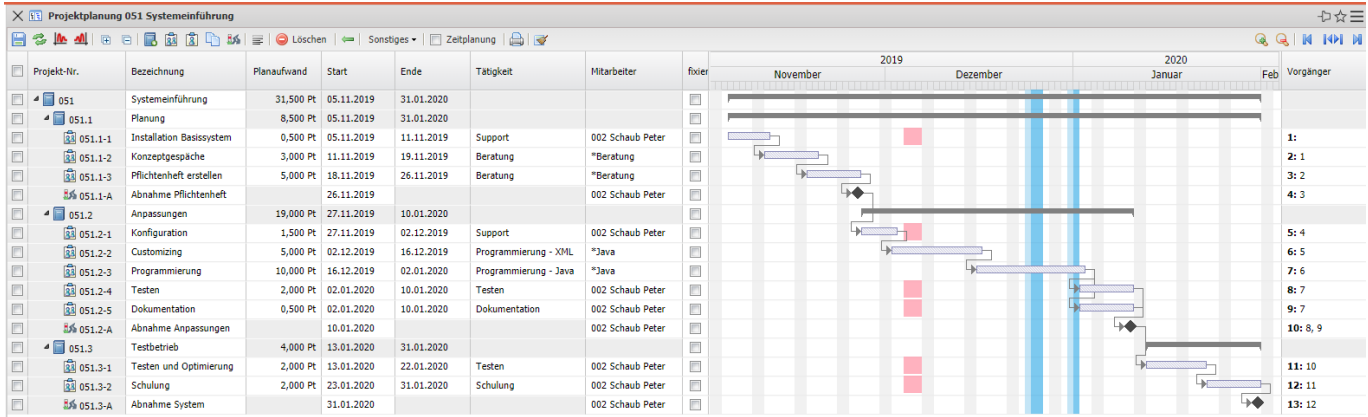 Projektplanung 051 Systemeinführung
Löschen Sonstiges Zeitplanung
Projekt-Nr. Bezeichnung Planaufwand Start Ende Tätigkeit Mitarbeiter fixier 2019 2020 Vorgänger
November Dezember Januar Feb
051 Systemeinführung 31,500 Pt 05.11.2019 31.01.2020
051.1 Planung 8,500 Pt 05.11.2019 31.01.2020
051.1-1 Installation Basissystem 0,500 Pt 05.11.2019 11.11.2019 Support 002 Schaub Peter 1:
051.1-2 Konzeptgespäche 3,000 Pt 11.11.2019 19.11.2019 Beratung *Beratung 2: 1
051.1-3 Pflichtenheft erstellen 5,000 Pt 18.11.2019 26.11.2019 Beratung *Beratung 3: 2
051.1-A Abnahme Pflichtenheft 26.11.2019 002 Schaub Peter 4: 3
051.2 Anpassungen 19,000 Pt 27.11.2019 10.01.2020
051.2-1 Konfiguration 1,500 Pt 27.11.2019 02.12.2019 Support 002 Schaub Peter 5: 4
051.2-2 Customizing 5,000 Pt 02.12.2019 16.12.2019 Programmierung - XML *Java 6: 5
051.2-3 Programmierung 10,000 Pt 16.12.2019 02.01.2020 Programmierung - Java *Java 7: 6
051.2-4 Testen 2,000 Pt 02.01.2020 10.01.2020 Testen 002 Schaub Peter 8: 7
051.2-5 Dokumentation 0,500 Pt 02.01.2020 10.01.2020 Dokumentation 002 Schaub Peter 9: 7
051.2-A Abnahme Anpassungen 10.01.2020 002 Schaub Peter 10: 8, 9
051.3 Testbetrieb 4,000 Pt 13.01.2020 31.01.2020
051.3-1 Testen und Optimierung 2,000 Pt 13.01.2020 22.01.2020 Testen 002 Schaub Peter 11: 10
051.3-2 Schulung 2,000 Pt 23.01.2020 31.01.2020 Schulung 002 Schaub Peter 12: 11
051.3-A Abnahme System 31.01.2020 002 Schaub Peter 13: 12